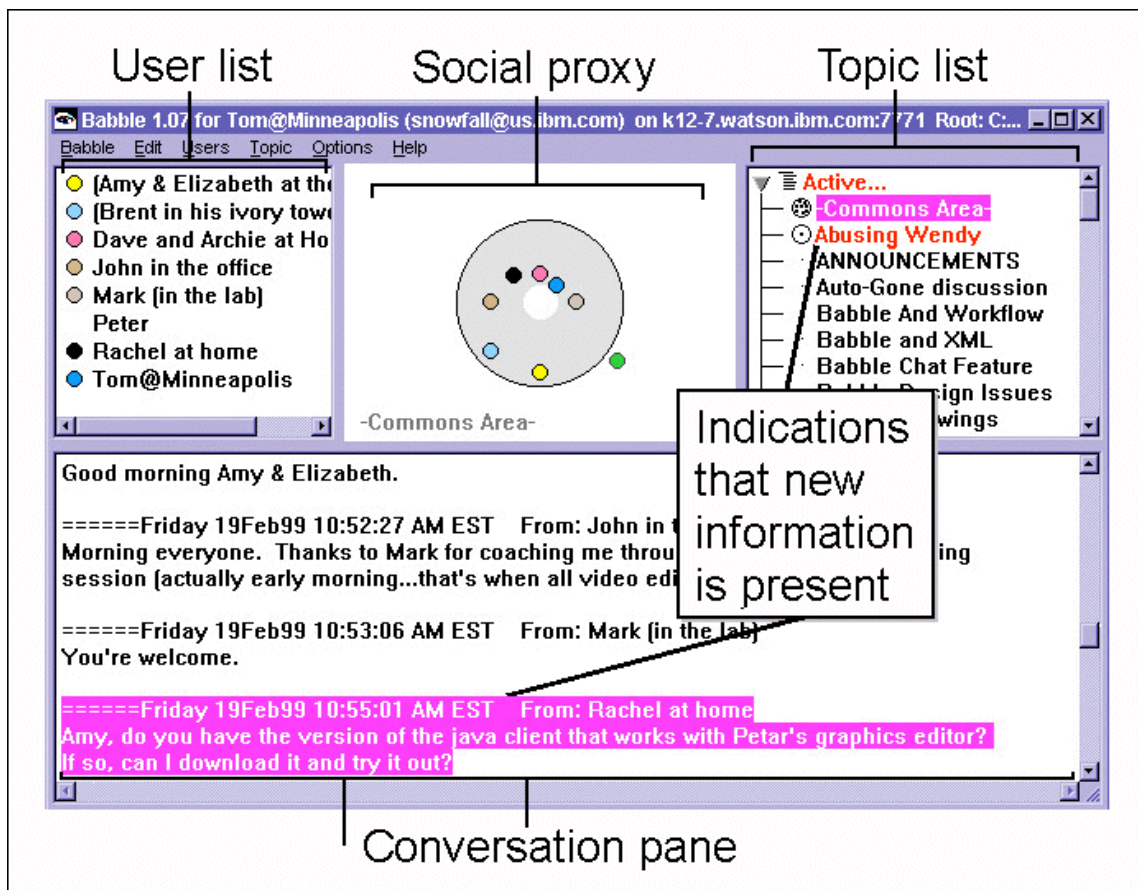 User list
Social proxy
Topic list
Babble 1.07 for Tom@Minneapolis (snowfall@us.ibm.com) on k12-7.watson.ibm.com:7771 Root: C:...
Babble Edit Users Topic Options Help
(Amy & Elizabeth at the
(Brent in his ivory towe
Dave and Archie at Ho
John in the office
Mark (in the lab)
Peter
Rachel at home
Tom@Minneapolis
-Commons Area-
Active...
-Commons Area-
Abusing Wendy
ANNOUNCEMENTS
Auto-Gone discussion
Babble And Workflow
Babble and XML
Babble Chat Feature
sign Issues
wings
Indications
that new
information
is present
Good morning Amy & Elizabeth.
======Friday 19Feb99 10:52:27 AM EST From: John in t
Morning everyone. Thanks to Mark for coaching me throu ing
session (actually early morning...that's when all video edi
======Friday 19Feb99 10:53:06 AM EST From: Mark (in the lab)
You're welcome.
======Friday 19Feb99 10:55:01 AM EST From: Rachel at home
Amy, do you have the version of the java client that works with Petar's graphics editor?
If so, can I download it and try it out?
Conversation pane